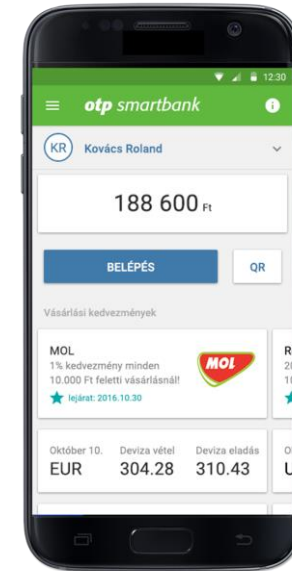 12:30
otp smartbank
KR Kovács Roland
188 600 Ft
BELÉPÉS QR
Vásárlási kedvezmények
MOL
1% kedvezmény minden
10.000 Ft feletti vásárlásnál!
lejárat: 2016.10.30
MOL
R
20
10
Október 10. Deviza vétel Deviza eladás
EUR 304.28 310.43
O
U